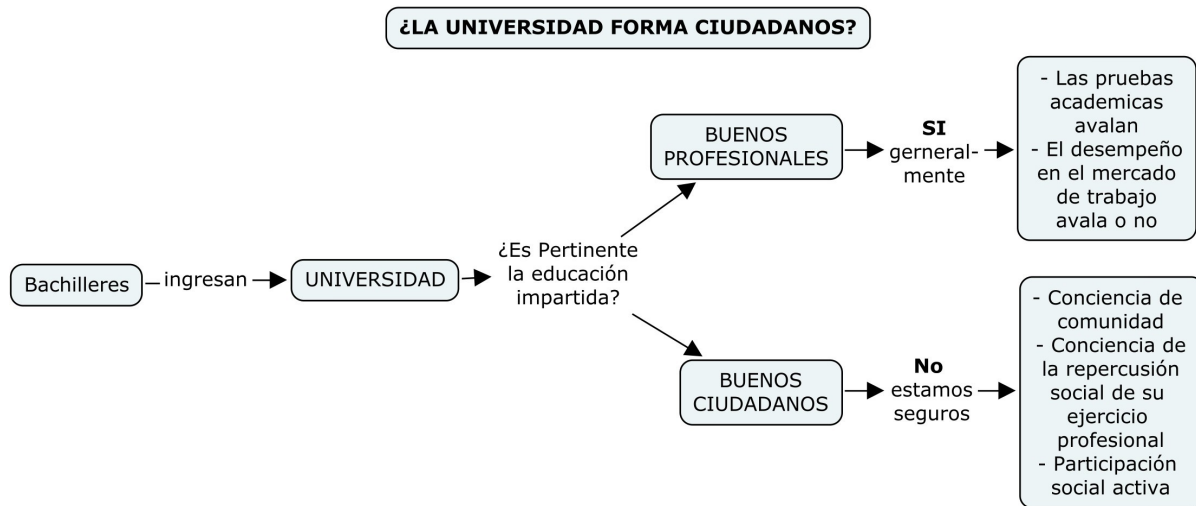 ¿LA UNIVERSIDAD FORMA CIUDADANOS?
Bachilleres
ingresan
UNIVERSIDAD
¿Es Pertinente
la educación
impartida?
BUENOS
PROFESIONALES
SI
gerneral-
mente
- Las pruebas
academicas
avalan
- El desempeño
en el mercado
de trabajo
avala o no
BUENOS
CIUDADANOS
No
estamos
seguros
- Conciencia de
comunidad
- Conciencia de
la repercusión
social de su
ejercicio
profesional
- Participación
social activa